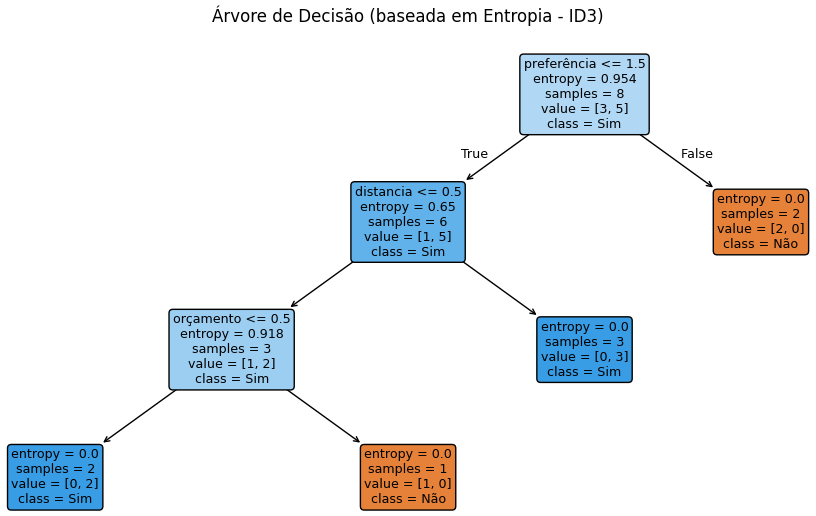 Árvore de Decisão (baseada em Entropia - ID3)
preferência <= 1.5
entropy = 0.954
samples = 8
value = [3, 5]
class = Sim
True
False
distancia <= 0.5
entropy = 0.65
samples = 6
value = [1, 5]
class = Sim
entropy = 0.0
samples = 2
value = [2, 0]
class = Não
orçamento <= 0.5
entropy = 0.918
samples = 3
value = [1, 2]
class = Sim
entropy = 0.0
samples = 3
value = [0, 3]
class = Sim
entropy = 0.0
samples = 2
value = [0, 2]
class = Sim
entropy = 0.0
samples = 1
value = [1, 0]
class = Não